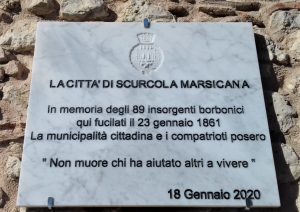 LA CITTA' DI SCURCOLA MARSICANA
In memoria degli 89 insorgenti borbonici
qui fucilati il 23 gennaio 1861
La municipalità cittadina e i compatrioti posero
" Non muore chi ha aiutato altri a vivere "
18 Gennaio 2020